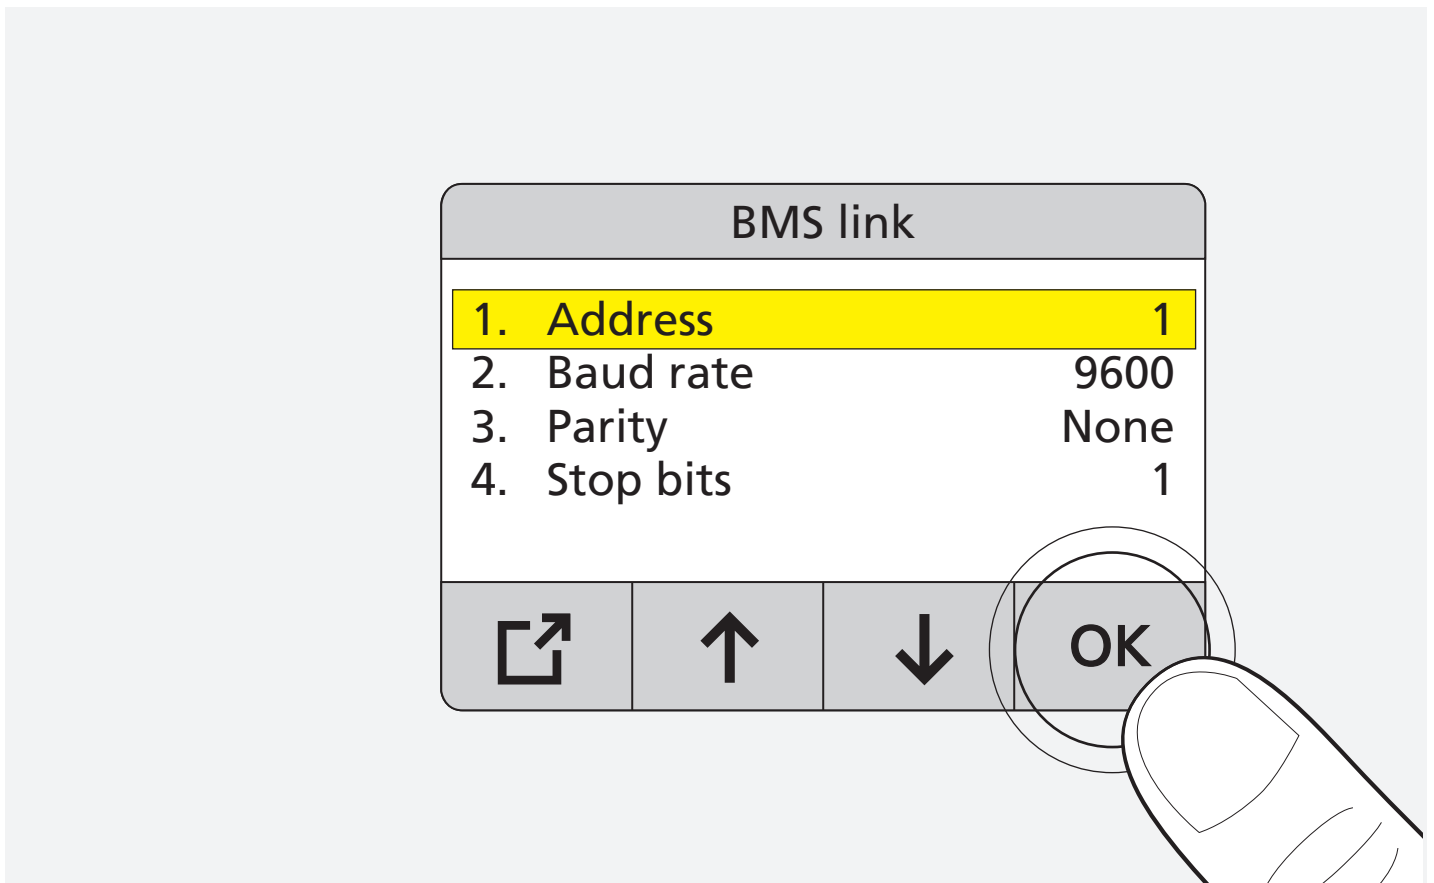 BMS link
1. Address 1
2. Baud rate 9600
3. Parity None
4. Stop bits 1
OK